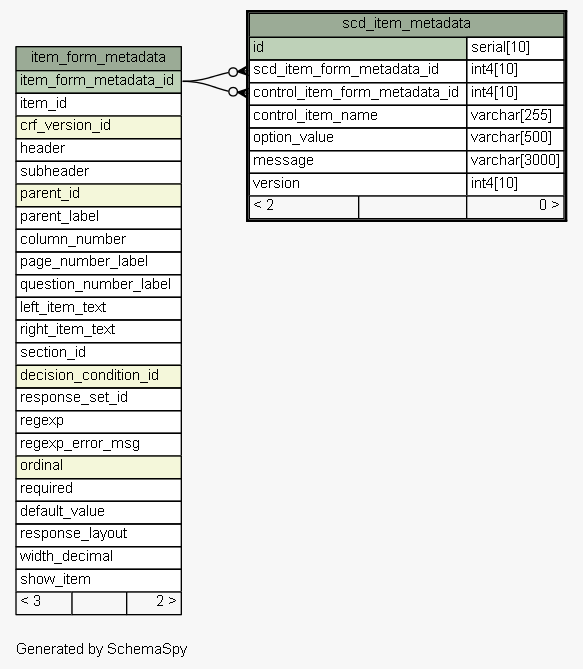 item_form_metadata
item_form_metadata_id
item_id
crf_version_id
header
subheader
parent_id
parent_label
column_number
page_number_label
question_number_label
left_item_text
right_item_text
section_id
decision_condition_id
response_set_id
regexp
regexp_error_msg
ordinal
required
default_value
response_layout
width_decimal
show_item
< 3 2 >
scd_item_metadata
id serial[10]
scd_item_form_metadata_id int4[10]
control_item_form_metadata_id int4[10]
control_item_name varchar[255]
option_value varchar[500]
message varchar[3000]
version int4[10]
< 2 0 >
Generated by SchemaSpy